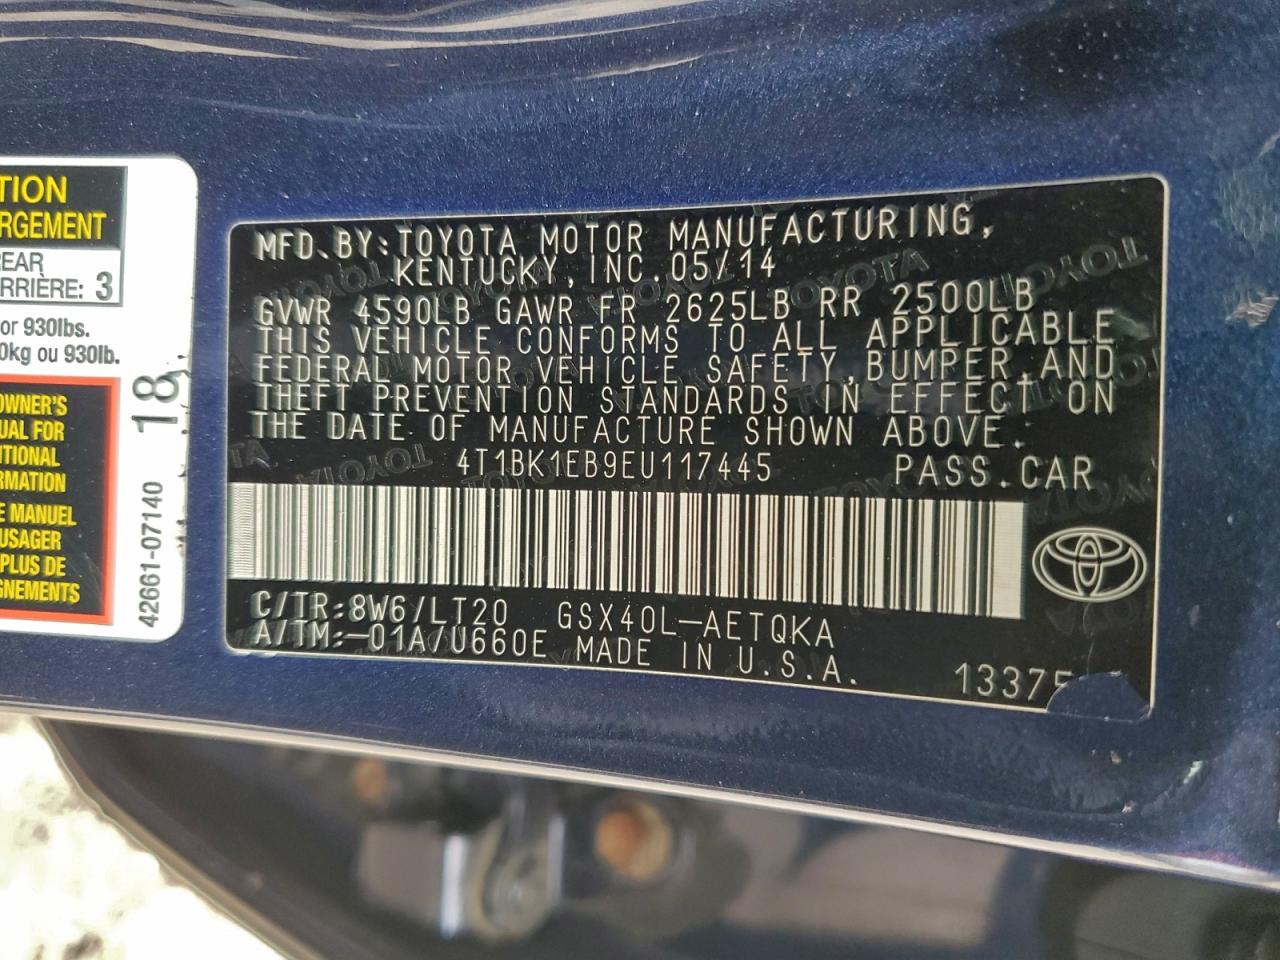 TION
RGEMENT
REAR
RRIÈRE: 3
or 930lbs.
0kg ou 930lb.
OWNER'S
UAL FOR
ITIONAL
RMATION
E MANUEL
USAGER
PLUS DE
GNEMENTS
42661-07140 18
MFD.BY:TOYOTA MOTOR MANUFACTURING,
KENTUCKY, INC.05/14
GVWR 4590LB GAWR FR 2625LB RR 2500LB
THIS VEHICLE CONFORMS TO ALL APPLICABLE
FEDERAL MOTOR VEHICLE SAFETY,BUMPER,AND
THEFT PREVENTION STANDARDS IN EFFECT ON
THE DATE OF MANUFACTURE SHOWN ABOVE.
4T1BK1EB9EU117445 PASS.CAR
C/TR:8W6/LT20 GSX40L-AETQKA
A/TM:-01A/U660E MADE IN U.S.A.
1337